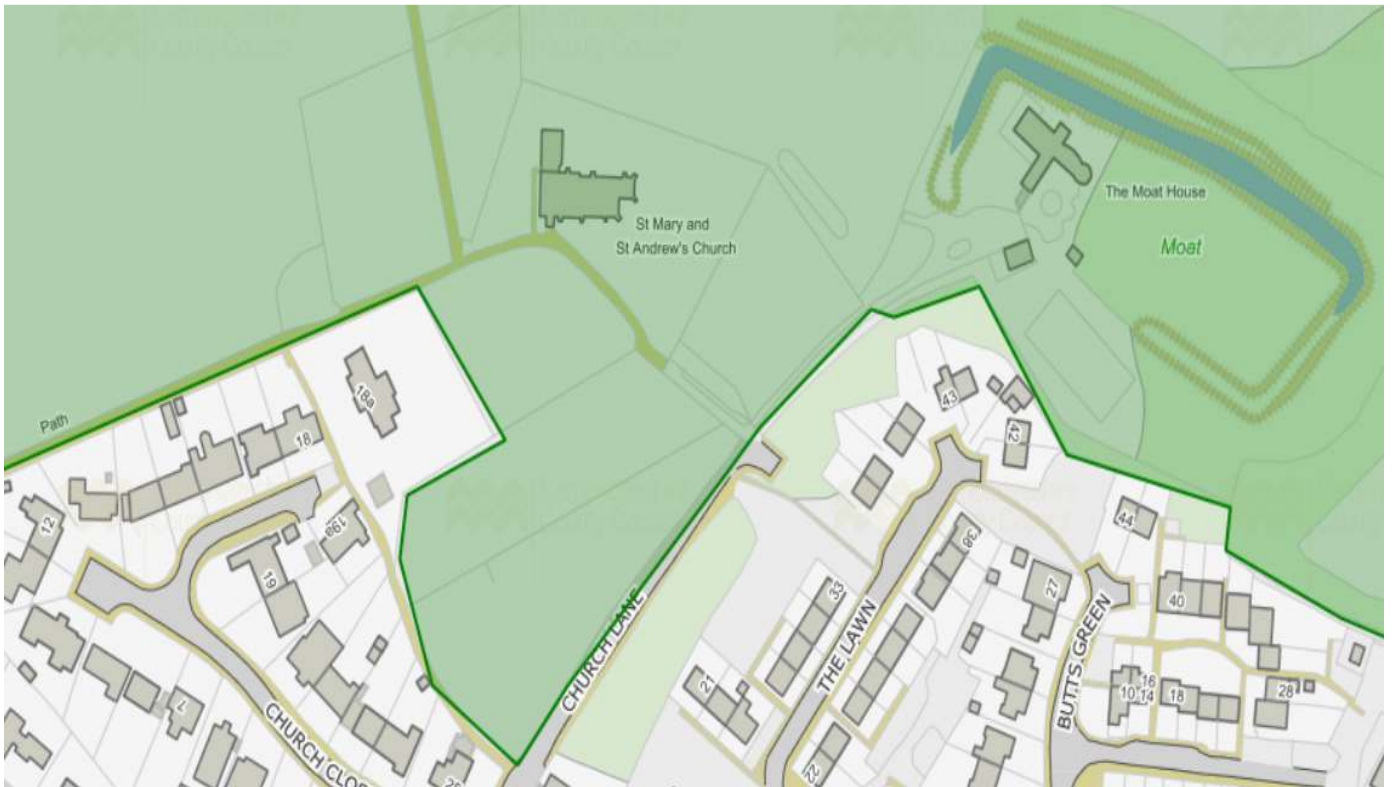 St Mary and
St Andrew's Church
The Moat House
Moat
Path
18a
18
12
19a
19
7
CHURCH CLO
CHURCH LANE
43
42
44
38
33
27
40
21
THE LAWN
BUTTS GREEN
16
10
14
18
28
22